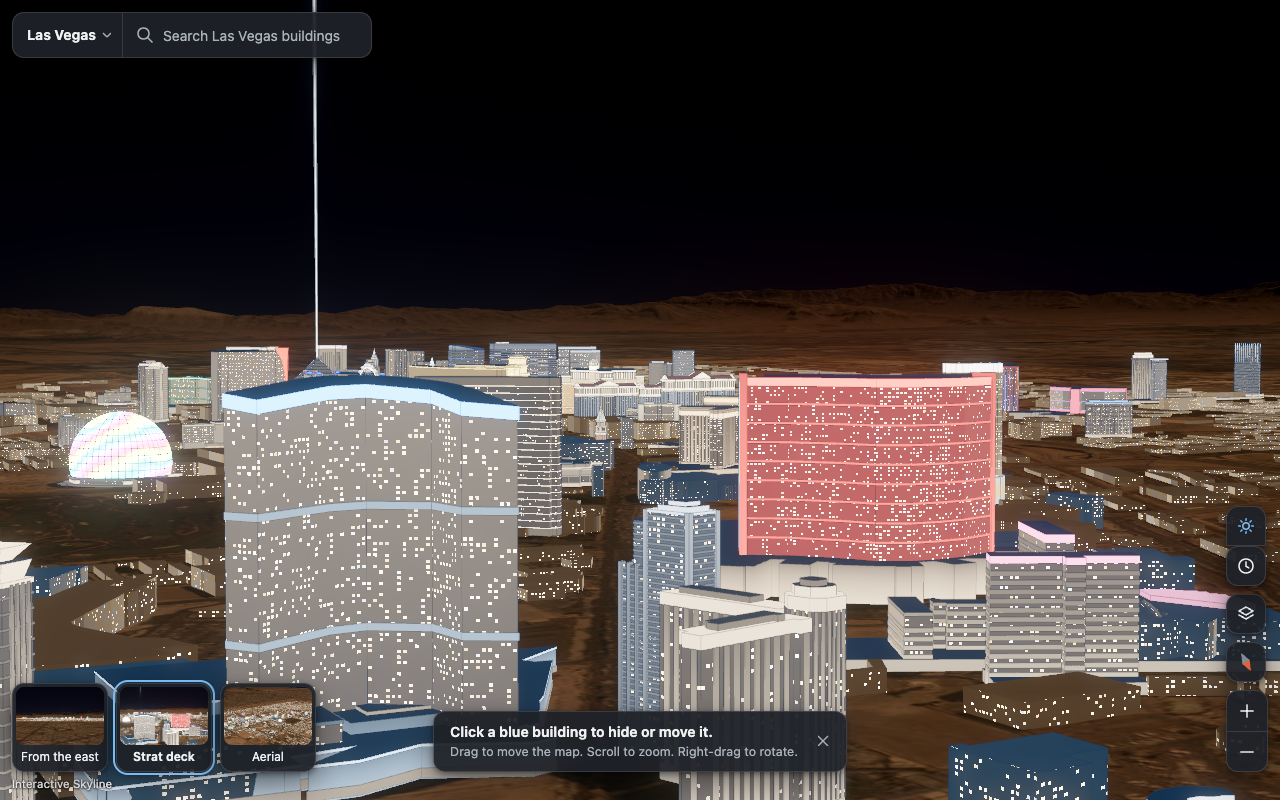 Las Vegas
Search Las Vegas buildings
Click a blue building to hide or move it.
Drag to move the map. Scroll to zoom. Right-drag to rotate.
From the east
Strat deck
Aerial
Interactive Skyline